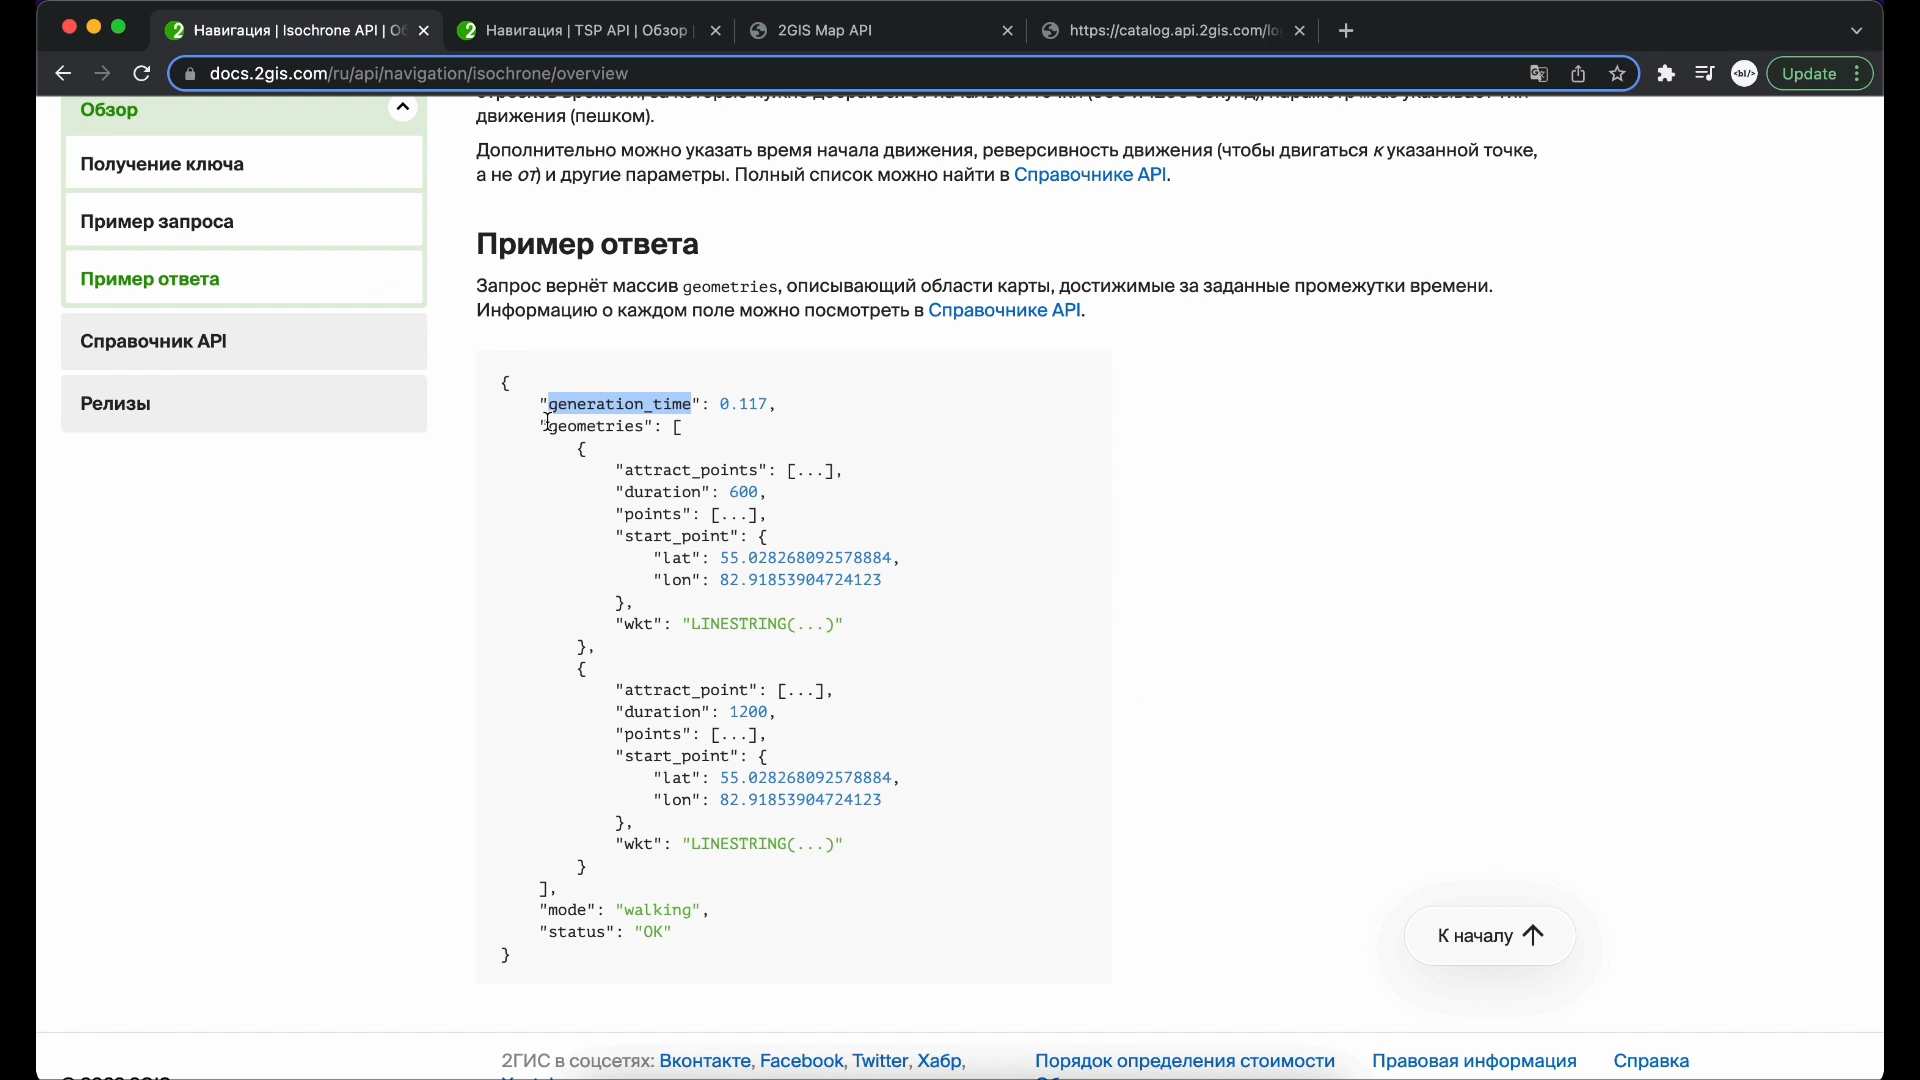 Навигация | Isochrone API | Об
Навигация | TSP API | Обзор |
2GIS Map API
https://catalog.api.2gis.com/lo
docs.2gis.com/ru/api/navigation/isochrone/overview
Update
Обзор
Получение ключа
Пример запроса
Пример ответа
Справочник API
Релизы
движения (пешком).
Дополнительно можно указать время начала движения, реверсивность движения (чтобы двигаться к указанной точке,
а не от) и другие параметры. Полный список можно найти в Справочнике API.
Пример ответа
Запрос вернёт массив geometries, описывающий области карты, достижимые за заданные промежутки времени.
Информацию о каждом поле можно посмотреть в Справочнике API.
{
"generation_time": 0.117,
"geometries": [
{
"attract_points": [...],
"duration": 600,
"points": [...],
"start_point": {
"lat": 55.028268092578884,
"lon": 82.91853904724123
},
"wkt": "LINESTRING(...)"
},
{
"attract_point": [...],
"duration": 1200,
"points": [...],
"start_point": {
"lat": 55.028268092578884,
"lon": 82.91853904724123
},
"wkt": "LINESTRING(...)"
}
],
"mode": "walking",
"status": "OK"
}
К началу
2ГИС в соцсетях: Вконтакте, Facebook, Twitter, Хабр,
Порядок определения стоимости
Правовая информация
Справка